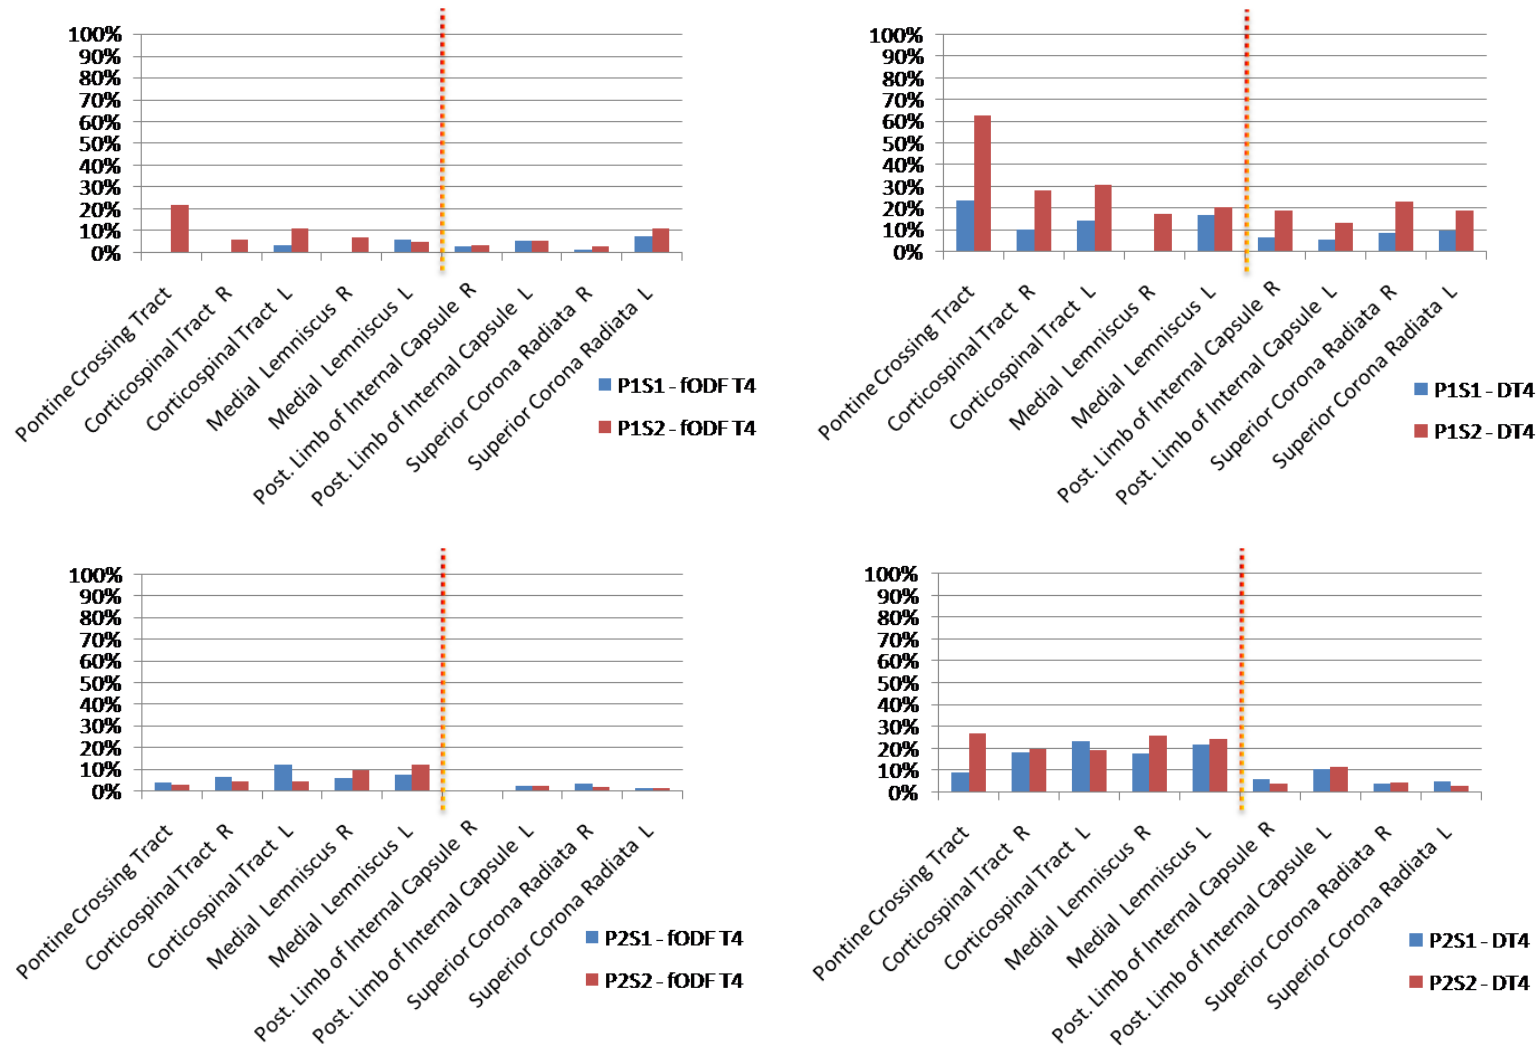 100%
90%
80%
70%
60%
50%
40%
30%
20%
10%
0%
Pontine Crossing Tract
Corticospinal Tract R
Corticospinal Tract L
Medial Lemniscus R
Medial Lemniscus L
Post. Limb of Internal Capsule R
Post. Limb of Internal Capsule L
Superior Corona Radiata R
Superior Corona Radiata L
P1S1 - fODF T4
P1S2 - fODF T4
100%
90%
80%
70%
60%
50%
40%
30%
20%
10%
0%
Pontine Crossing Tract
Corticospinal Tract R
Corticospinal Tract L
Medial Lemniscus R
Medial Lemniscus L
Post. Limb of Internal Capsule R
Post. Limb of Internal Capsule L
Superior Corona Radiata R
Superior Corona Radiata L
P1S1 - DT4
P1S2 - DT4
100%
90%
80%
70%
60%
50%
40%
30%
20%
10%
0%
Pontine Crossing Tract
Corticospinal Tract R
Corticospinal Tract L
Medial Lemniscus R
Medial Lemniscus L
Post. Limb of Internal Capsule R
Post. Limb of Internal Capsule L
Superior Corona Radiata R
Superior Corona Radiata L
P2S1 - fODF T4
P2S2 - fODF T4
100%
90%
80%
70%
60%
50%
40%
30%
20%
10%
0%
Pontine Crossing Tract
Corticospinal Tract R
Corticospinal Tract L
Medial Lemniscus R
Medial Lemniscus L
Post. Limb of Internal Capsule R
Post. Limb of Internal Capsule L
Superior Corona Radiata R
Superior Corona Radiata L
P2S1 - DT4
P2S2 - DT4